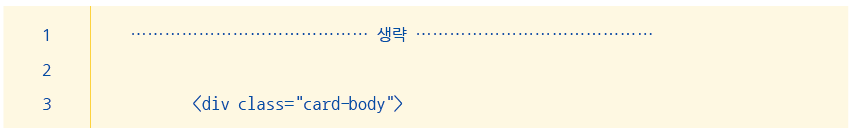 1 ………………………………… 생략 …………………………………
2
3 <div class="card-body">